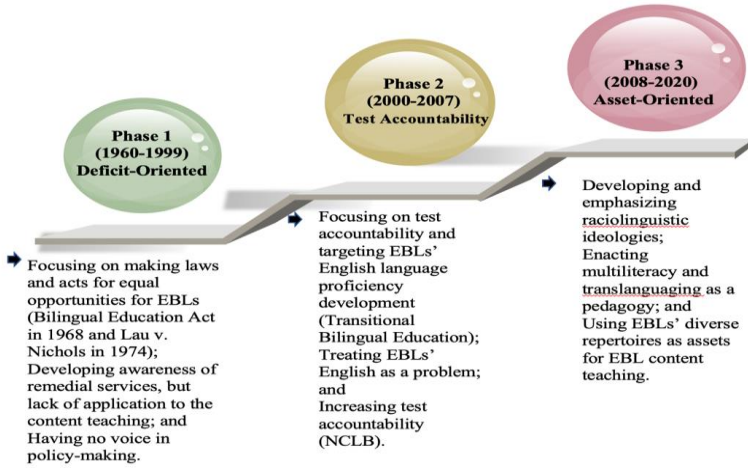 Phase 1
(1960-1999)
Deficit-Oriented
Focusing on making laws
and acts for equal
opportunities for EBLs
(Bilingual Education Act
in 1968 and Lau v.
Nichols in 1974);
Developing awareness of
remedial services, but
lack of application to the
content teaching; and
Having no voice in
policy-making.
Phase 2
(2000-2007)
Test Accountability
Focusing on test
accountability and
targeting EBLs’
English language
proficiency
development
(Transitional
Bilingual Education);
Treating EBLs’
English as a problem;
and
Increasing test
accountability
(NCLB).
Phase 3
(2008-2020)
Asset-Oriented
Developing and
emphasizing
raciolinguistic
ideologies;
Enacting
multiliteracy and
translanguaging as a
pedagogy; and
Using EBLs’ diverse
repertoires as assets
for EBL content
teaching.